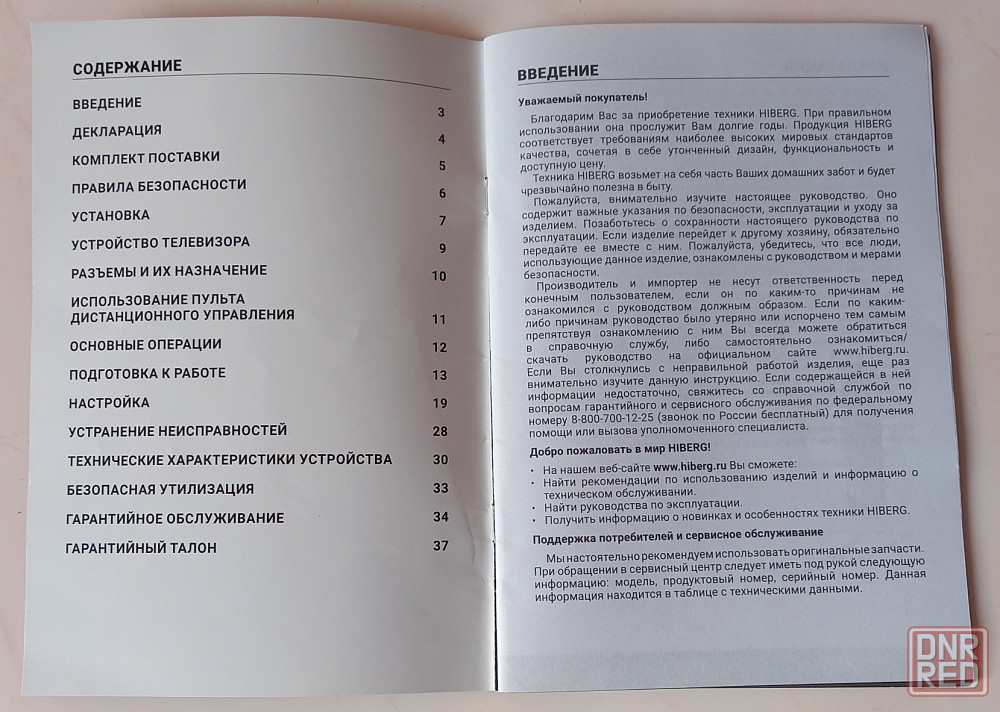 СОДЕРЖАНИЕ
ВВЕДЕНИЕ 3
ДЕКЛАРАЦИЯ 4
КОМПЛЕКТ ПОСТАВКИ 5
ПРАВИЛА БЕЗОПАСНОСТИ 6
УСТАНОВКА 7
УСТРОЙСТВО ТЕЛЕВИЗОРА 9
РАЗЪЕМЫ И ИХ НАЗНАЧЕНИЕ 10
ИСПОЛЬЗОВАНИЕ ПУЛЬТА
ДИСТАНЦИОННОГО УПРАВЛЕНИЯ 11
ОСНОВНЫЕ ОПЕРАЦИИ 12
ПОДГОТОВКА К РАБОТЕ 13
НАСТРОЙКА 19
УСТРАНЕНИЕ НЕИСПРАВНОСТЕЙ 28
ТЕХНИЧЕСКИЕ ХАРАКТЕРИСТИКИ УСТРОЙСТВА 30
БЕЗОПАСНАЯ УТИЛИЗАЦИЯ 33
ГАРАНТИЙНОЕ ОБСЛУЖИВАНИЕ 34
ГАРАНТИЙНЫЙ ТАЛОН 37
ВВЕДЕНИЕ
Уважаемый покупатель!
Благодарим Вас за приобретение техники HIBERG. При правильном
использовании она прослужит Вам долгие годы. Продукция HIBERG
соответствует требованиям наиболее высоких мировых стандартов
качества, сочетая в себе утонченный дизайн, функциональность и
доступную цену.
Техника HIBERG возьмет на себя часть Ваших домашних забот и будет
чрезвычайно полезна в быту.
Пожалуйста, внимательно изучите настоящее руководство. Оно
содержит важные указания по безопасности, эксплуатации и уходу за
изделием. Позаботьтесь о сохранности настоящего руководства по
эксплуатации. Если изделие перейдет к другому хозяину, обязательно
передайте ее вместе с ним. Пожалуйста, убедитесь, что все люди,
использующие данное изделие, ознакомлены с руководством и мерами
безопасности.
Производитель и импортер не несут ответственность перед
конечным пользователем, если он по каким-то причинам не
ознакомился с руководством должным образом. Если по каким-
либо причинам руководство было утеряно или испорчено тем самым
препятствуя ознакомлению с ним Вы всегда можете обратиться
в справочную службу, либо самостоятельно ознакомиться/
скачать руководство на официальном сайте www.hiberg.ru.
Если Вы столкнулись с неправильной работой изделия, еще раз
внимательно изучите данную инструкцию. Если содержащейся в ней
информации недостаточно, свяжитесь со справочной службой по
вопросам гарантийного и сервисного обслуживания по федеральному
номеру 8-800-700-12-25 (звонок по России бесплатный) для получения
помощи или вызова уполномоченного специалиста.
Добро пожаловать в мир HIBERG!
• На нашем веб-сайте www.hiberg.ru Вы сможете:
• Найти рекомендации по использованию изделий и информацию о
техническом обслуживании.
• Найти руководства по эксплуатации.
• Получить информацию о новинках и особенностях техники HIBERG.
Поддержка потребителей и сервисное обслуживание
Мы настоятельно рекомендуем использовать оригинальные запчасти.
При обращении в сервисный центр следует иметь под рукой следующую
информацию: модель, продуктовый номер, серийный номер. Данная
информация находится в таблице с техническими данными.
DNR
RED